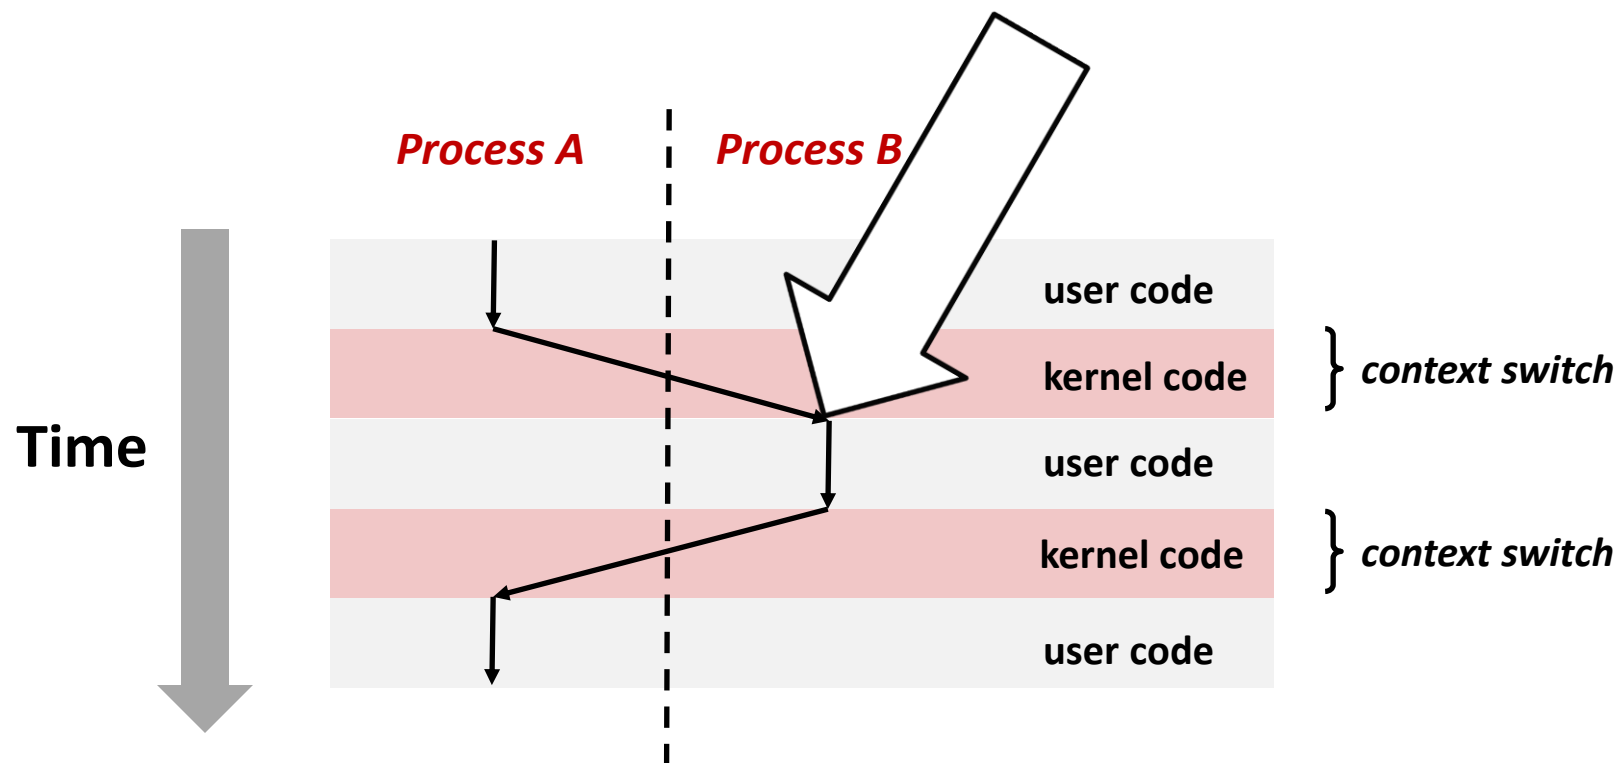 Process A
Process B
user code
kernel code
context switch
Time
user code
kernel code
context switch
user code